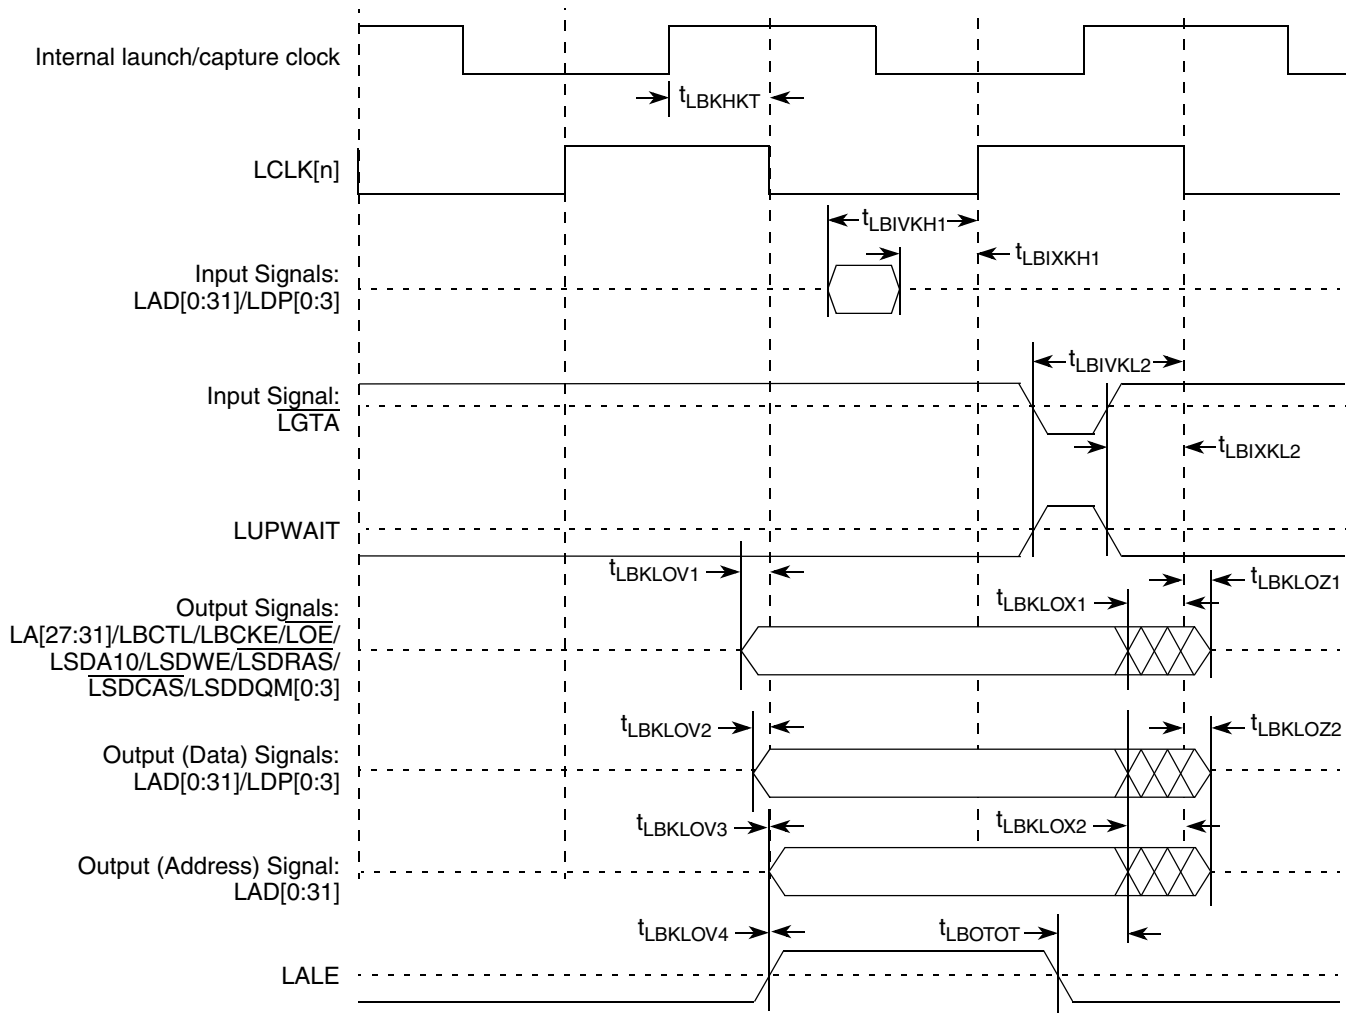 Internal launch/capture clock
tLBKHKT
LCLK[n]
tLBIVKH1
tLBIXKH1
Input Signals:
LAD[0:31]/LDP[0:3]
tLBIVKL2
Input Signal:
LGTA
tLBIXKL2
LUPWAIT
tLBKLOV1
tLBKLOZ1
tLBKLOX1
Output Signals:
LA[27:31]/LBCTL/LBCKE/LOE/
LSDA10/LSDWE/LSDRAS/
LSDCAS/LSDDQM[0:3]
tLBKLOV2
tLBKLOZ2
Output (Data) Signals:
LAD[0:31]/LDP[0:3]
tLBKLOV3
tLBKLOX2
Output (Address) Signal:
LAD[0:31]
tLBKLOV4
tLBOTOT
LALE